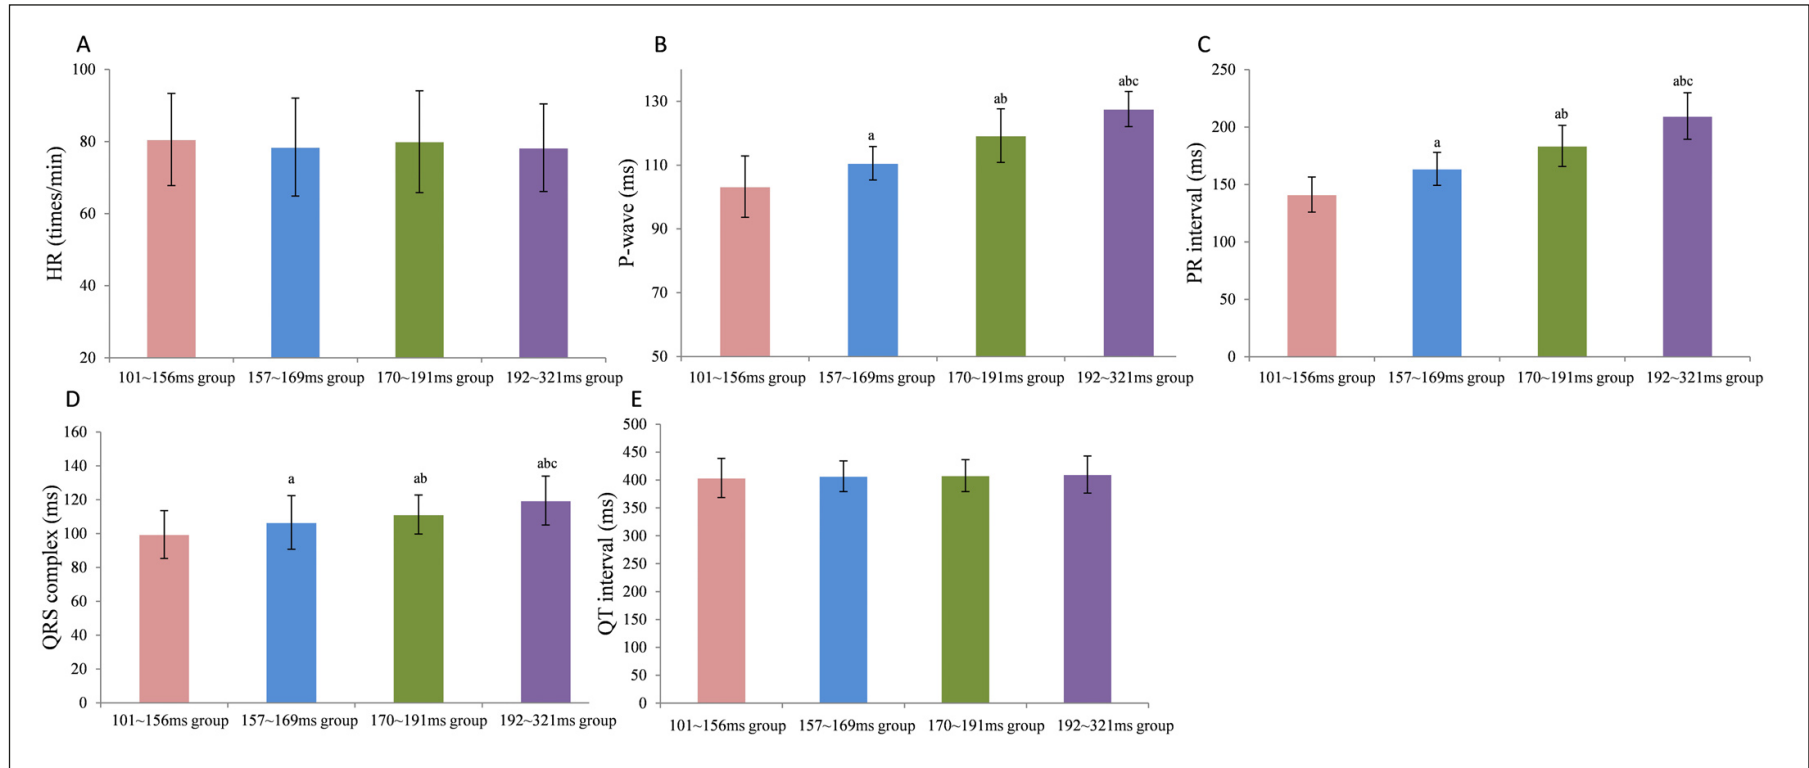 A
HR (times/min)
100
80
60
40
20
101~156ms group 157~169ms group 170~191ms group 192~321ms group
B
P-wave (ms)
130
110
90
70
50
a
ab
abc
101~156ms group 157~169ms group 170~191ms group 192~321ms group
C
PR interval (ms)
250
200
150
100
50
0
a
ab
abc
101~156ms group 157~169ms group 170~191ms group 192~321ms group
D
QRS complex (ms)
160
140
120
100
80
60
40
20
0
a
ab
abc
101~156ms group 157~169ms group 170~191ms group 192~321ms group
E
QT interval (ms)
500
450
400
350
300
250
200
150
100
50
0
101~156ms group 157~169ms group 170~191ms group 192~321ms group